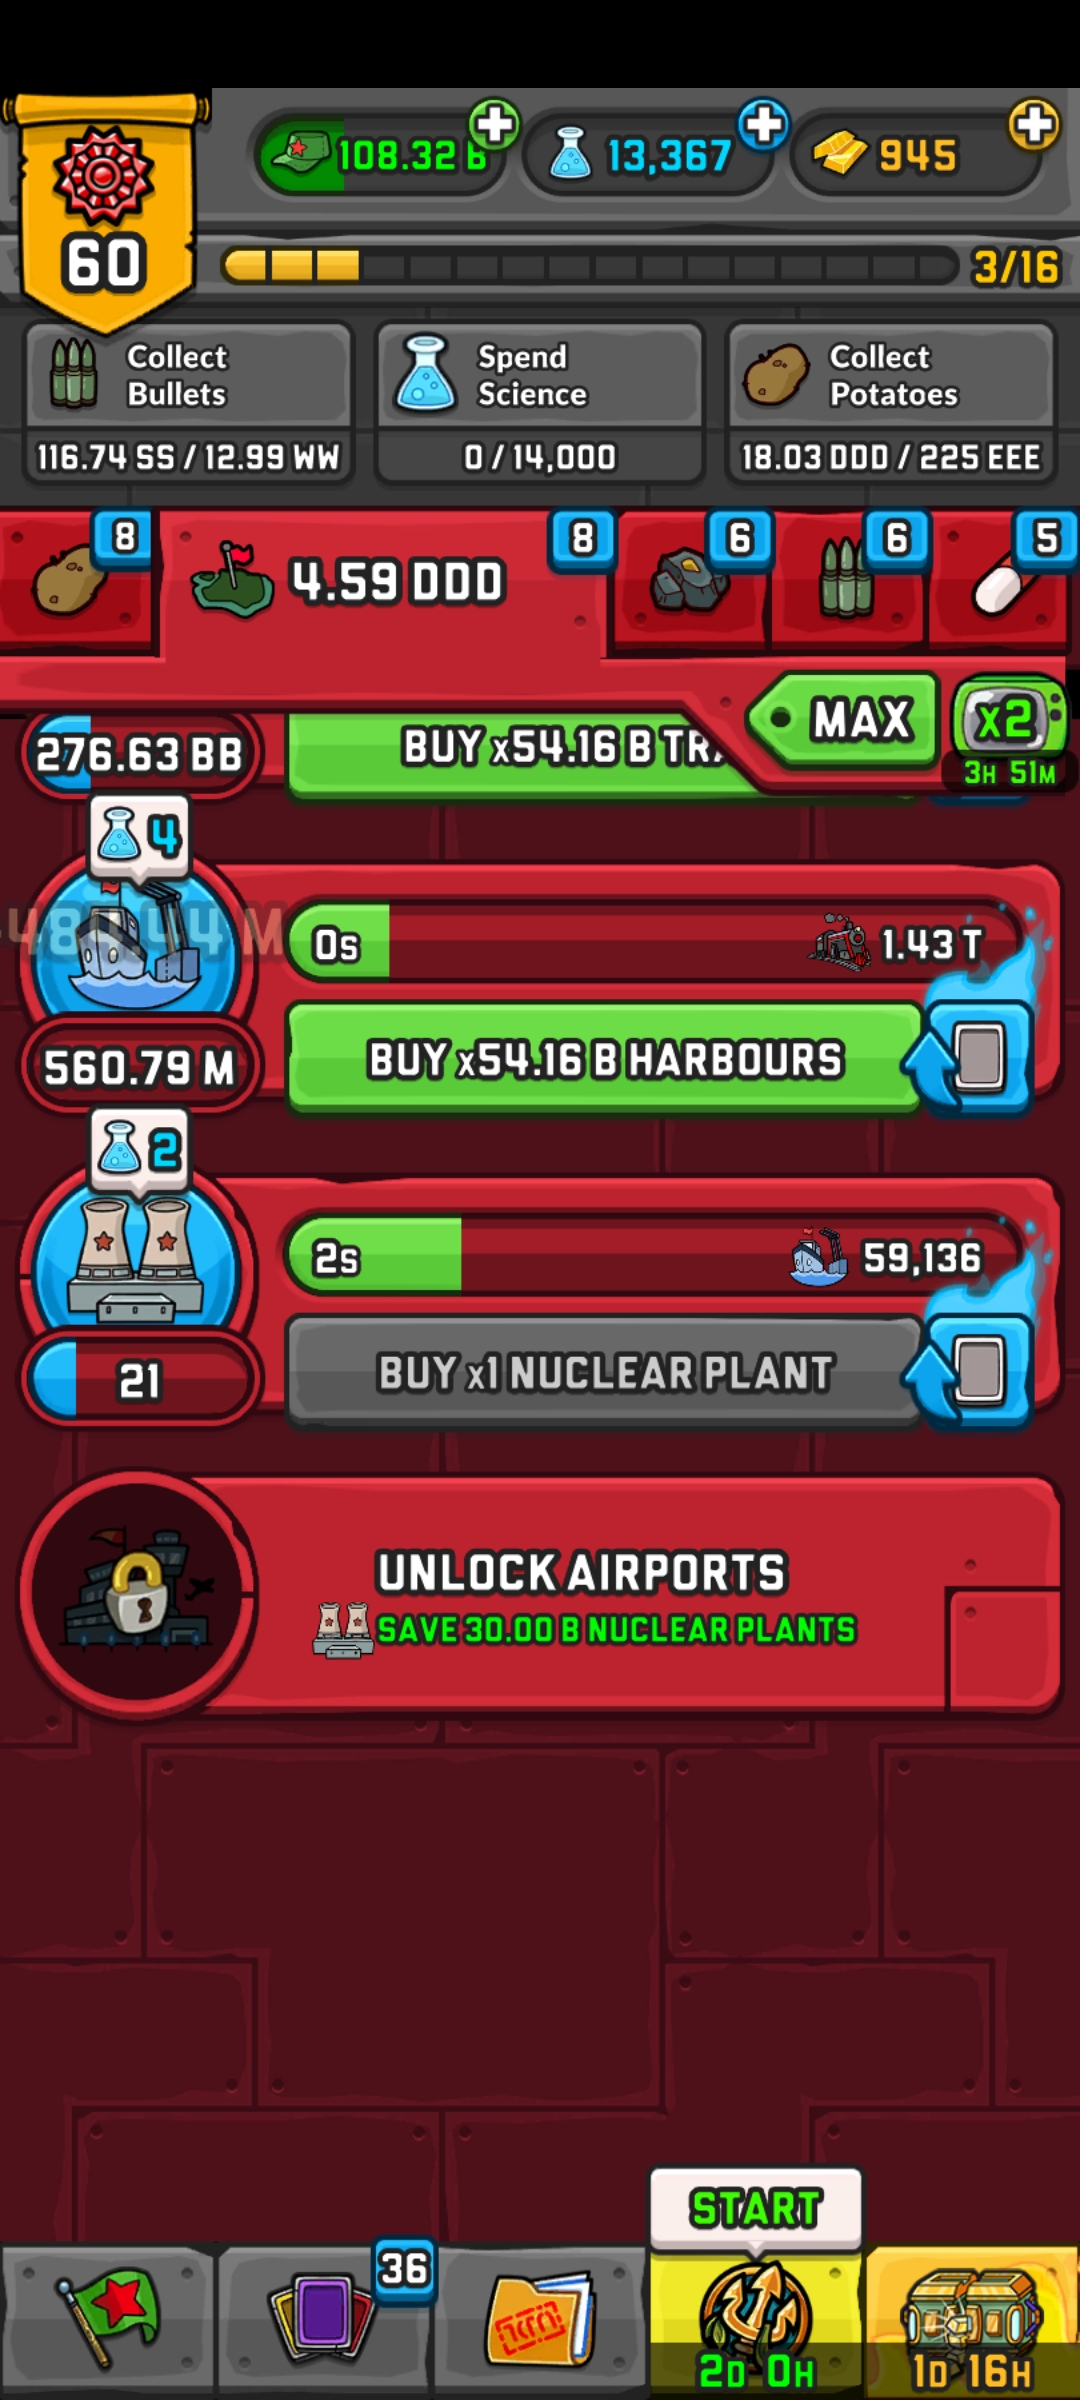 108.32 B
13,367
945
60
3/16
Collect
Bullets
116.74 SS / 12.99 WW
Spend
Science
0 / 14,000
Collect
Potatoes
18.03 DDD / 225 EEE
8
4.59 DDD
8
6
6
5
MAX
x2
3H 51M
276.63 BB
BUY x54.16 B
4
0s
1.43 T
560.79 M
BUY x54.16 B HARBOURS
2
2s
59,136
21
BUY x1 NUCLEAR PLANT
UNLOCK AIRPORTS
SAVE 30.00 B NUCLEAR PLANTS
START
36
2D 0H
1D 16H